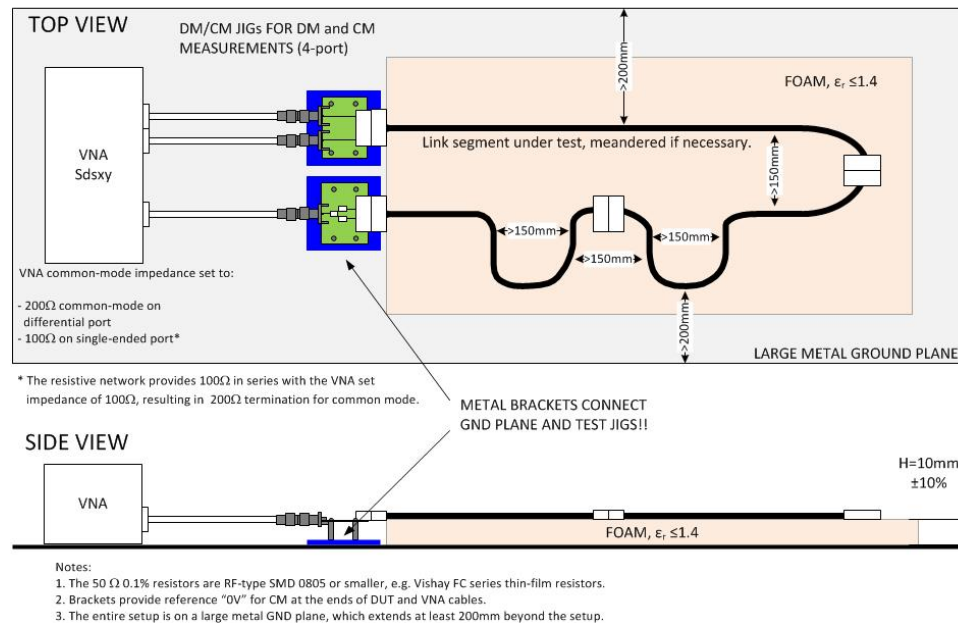 TOP VIEW
DM/CM JIGs FOR DM and CM
MEASUREMENTS (4-port)
>200mm
FOAM, εr ≤1.4
VNA
Sdsxy
Link segment under test, meandered if necessary.
>150mm
>150mm
>150mm
>150mm
>200mm
VNA common-mode impedance set to:
- 200Ω common-mode on
differential port
- 100Ω on single-ended port*
LARGE METAL GROUND PLANE
* The resistive network provides 100Ω in series with the VNA set
impedance of 100Ω, resulting in 200Ω termination for common mode.
METAL BRACKETS CONNECT
GND PLANE AND TEST JIGS!!
SIDE VIEW
VNA
H=10mm
±10%
FOAM, εr ≤1.4
Notes:
1. The 50 Ω 0.1% resistors are RF-type SMD 0805 or smaller, e.g. Vishay FC series thin-film resistors.
2. Brackets provide reference “0V” for CM at the ends of DUT and VNA cables.
3. The entire setup is on a large metal GND plane, which extends at least 200mm beyond the setup.